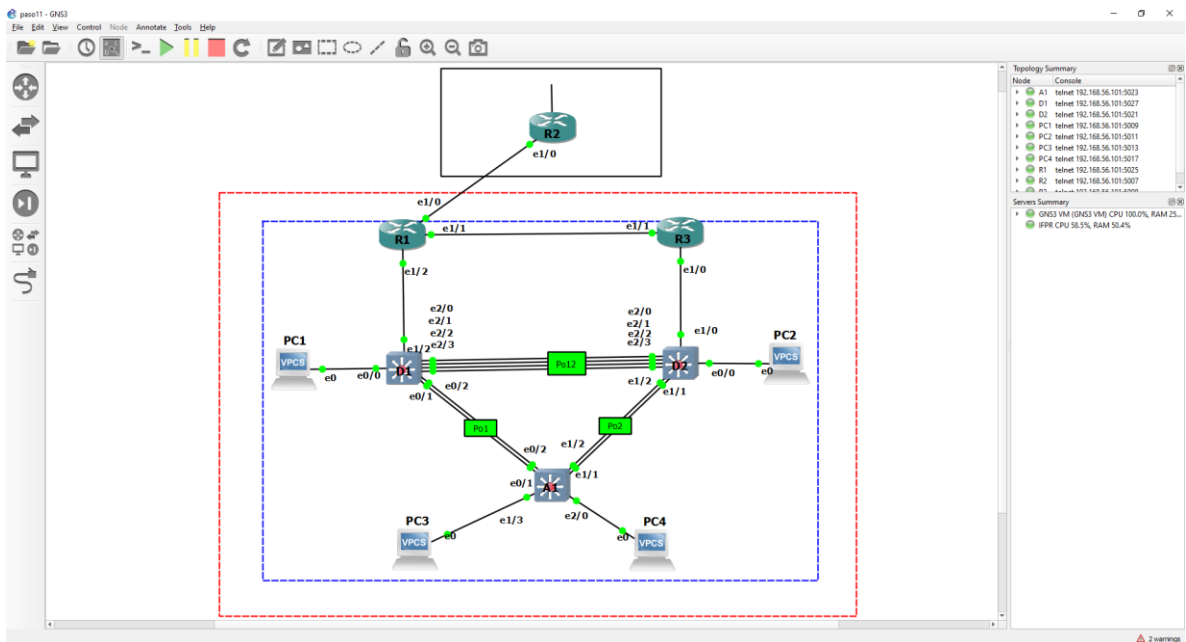 paso11 - GNS3
File Edit View Control Node Annotate Tools Help
Topology Summary
Node Console
A1 telnet 192.168.56.101:5023
D1 telnet 192.168.56.101:5027
D2 telnet 192.168.56.101:5021
PC1 telnet 192.168.56.101:5009
PC2 telnet 192.168.56.101:5011
PC3 telnet 192.168.56.101:5013
PC4 telnet 192.168.56.101:5017
R1 telnet 192.168.56.101:5025
R2 telnet 192.168.56.101:5007
Servers Summary
GNS3 VM (GNS3 VM) CPU 100.0%, RAM 25...
IFPR CPU 58.5%, RAM 50.4%
R2
e1/0
e1/0
R1
e1/1
e1/1
R3
e1/2
e1/0
e2/0
e2/1
e2/2
e2/3
e2/0
e2/1
e2/2
e2/3
e1/2
e1/0
PC1
VPCS
e0
e0/0
D1
Po12
D2
e0/0
e0
PC2
VPCS
e0/2
e0/1
e1/2
e1/1
Po1
Po2
e0/2
e1/2
e0/1
A1
e1/1
e1/3
e2/0
PC3
VPCS
e0
PC4
VPCS
e0
2 warnings